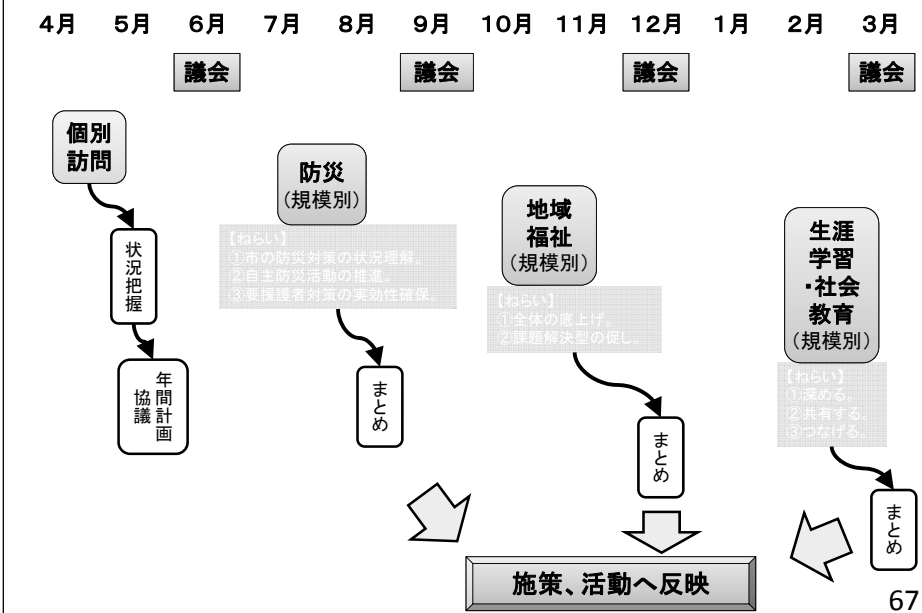 4月 5月 6月 7月 8月 9月 10月 11月 12月 1月 2月 3月
議会 議会 議会 議会
個別
訪問
状況把握
年間計画
協議
防災
（規模別）
【ねらい】
①市の防災対策の状況理解。
②自主防災活動の推進。
③要援護者対策の実効性確保。
まとめ
地域
福祉
（規模別）
【ねらい】
①全体の底上げ。
②課題解決型の促し。
まとめ
生涯
学習
・社会
教育
（規模別）
【ねらい】
①深める。
②共有する。
③つなげる。
まとめ
施策、活動へ反映
67